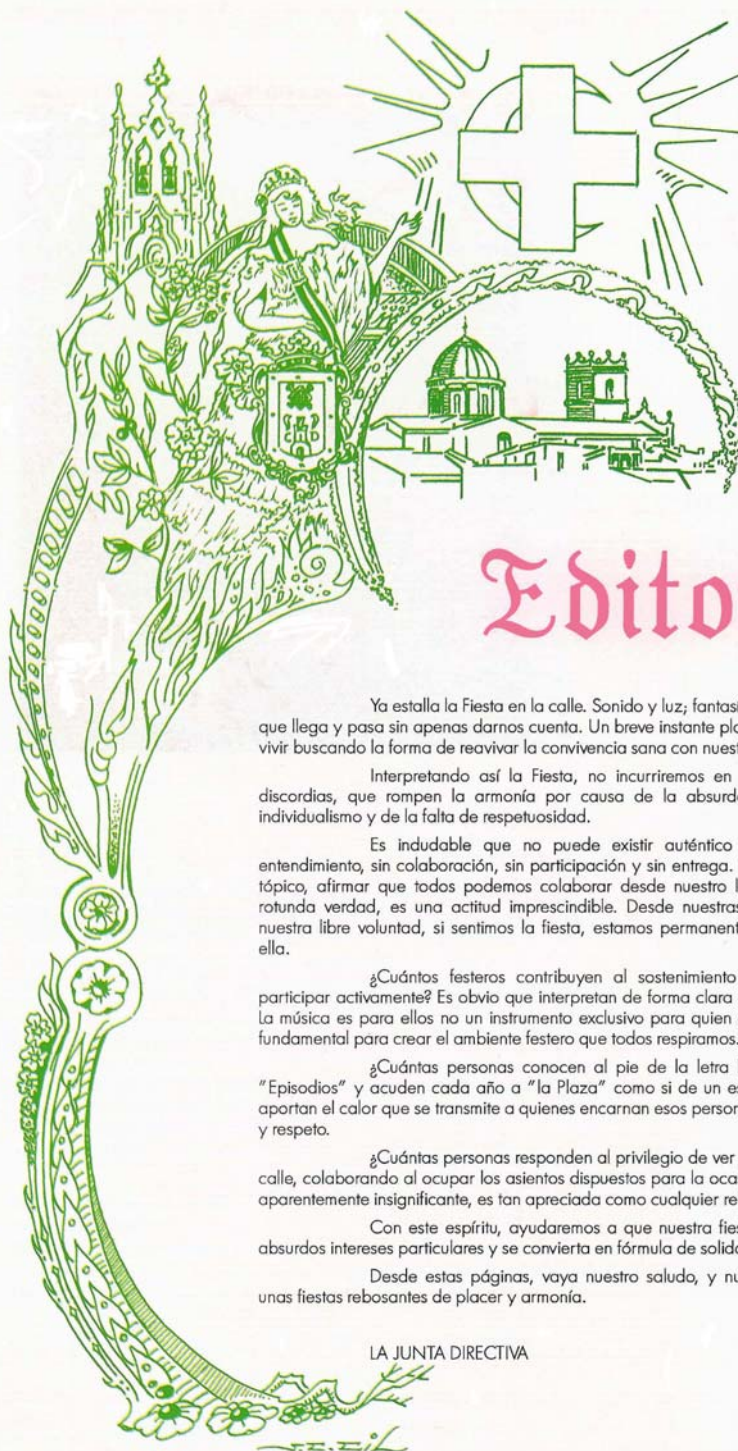 Edito
Ya estalla la Fiesta en la calle. Sonido y luz; fantasí
que llega y pasa sin apenas darnos cuenta. Un breve instante pl
vivir buscando la forma de reavivar la convivencia sana con nuest
Interpretando así la Fiesta, no incurriremos en
discordias, que rompen la armonía por causa de la absurd
individualismo y de la falta de respetuosidad.
Es indudable que no puede existir auténtico
entendimiento, sin colaboración, sin participación y sin entrega.
tópico, afirmar que todos podemos colaborar desde nuestro l
rotunda verdad, es una actitud imprescindible. Desde nuestras
nuestra libre voluntad, si sentimos la fiesta, estamos permanent
ella.
¿Cuántos festeros contribuyen al sostenimiento
participar activamente? Es obvio que interpretan de forma clara
La música es para ellos no un instrumento exclusivo para quien
fundamental para crear el ambiente festero que todos respiramos.
¿Cuántas personas conocen al pie de la letra
"Episodios" y acuden cada año a "la Plaza" como si de un es
aportan el calor que se transmite a quienes encarnan esos person
y respeto.
¿Cuántas personas responden al privilegio de ver
calle, colaborando al ocupar los asientos dispuestos para la oca
aparentemente insignificante, es tan apreciada como cualquier re
Con este espíritu, ayudaremos a que nuestra fies
absurdos intereses particulares y se convierta en fórmula de solid
Desde estas páginas, vaya nuestro saludo, y nu
unas fiestas rebosantes de placer y armonía.
LA JUNTA DIRECTIVA